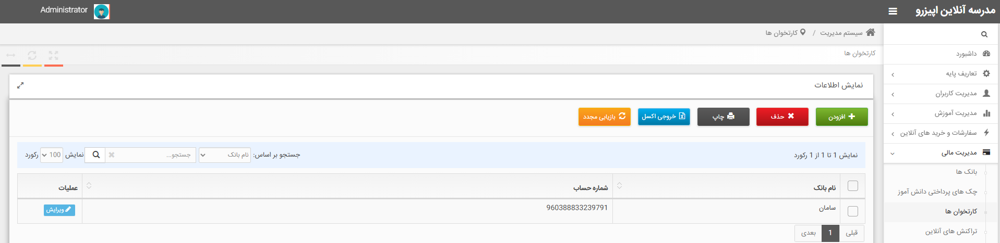 مدرسه آنلاین اپیزرو
Administrator
سیستم مدیریت / کارتخوان ها
کارتخوان ها
داشبورد
تعاریف پایه
مدیریت کاربران
مدیریت آموزش
سفارشات و خرید های آنلاین
مدیریت مالی
بانک ها
چک های پرداختی دانش آموز
کارتخوان ها
تراکنش های آنلاین
نمایش اطلاعات
افزودن حذف چاپ خروجی اکسل بازیابی مجدد
نمایش 1 تا 1 از 1 رکورد جستجو بر اساس: نام بانک جستجو... نمایش 100 رکورد
نام بانک شماره حساب عملیات
سامان 960388833239791 ویرایش
قبلی 1 بعدی